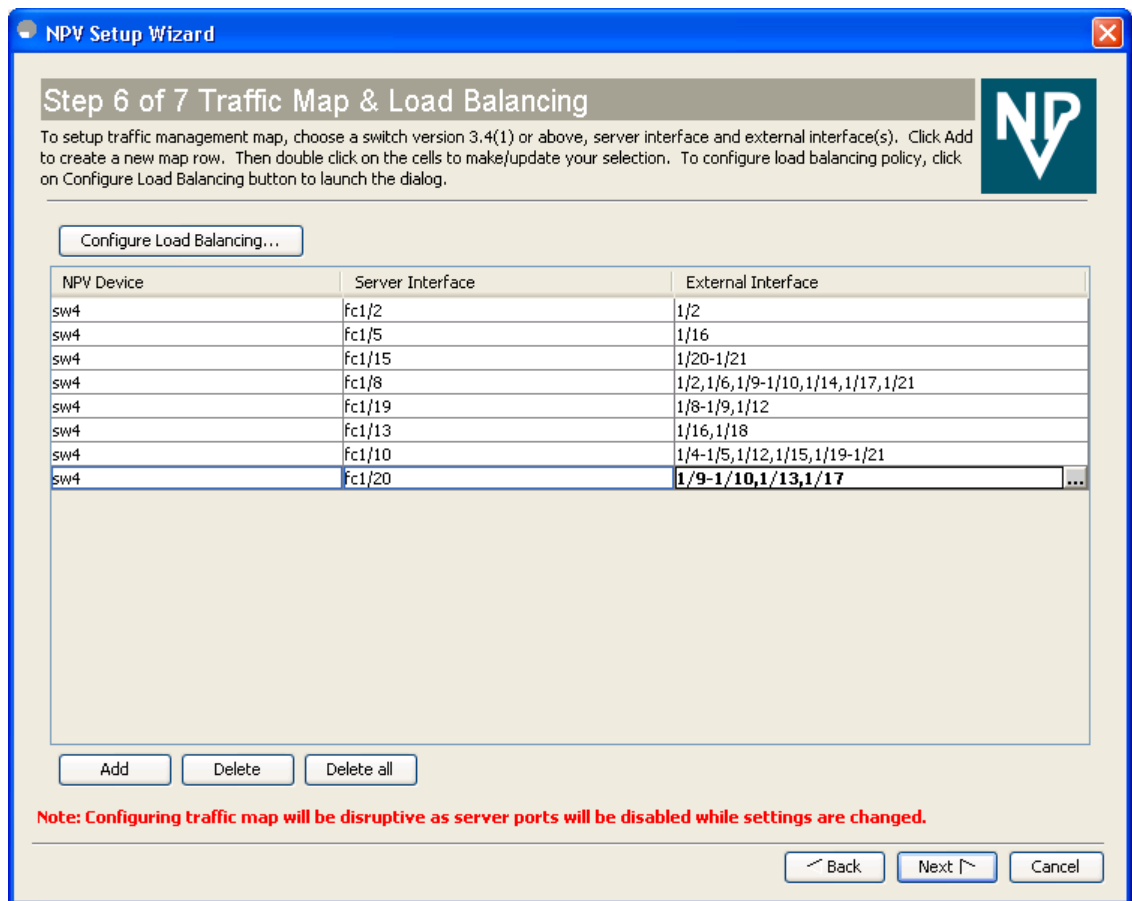 NPV Setup Wizard
Step 6 of 7 Traffic Map & Load Balancing
NPV
To setup traffic management map, choose a switch version 3.4(1) or above, server interface and external interface(s). Click Add
to create a new map row. Then double click on the cells to make/update your selection. To configure load balancing policy, click
on Configure Load Balancing button to launch the dialog.
Configure Load Balancing...
NPV Device Server Interface External Interface
sw4 fc1/2 1/2
sw4 fc1/5 1/16
sw4 fc1/15 1/20-1/21
sw4 fc1/8 1/2,1/6,1/9-1/10,1/14,1/17,1/21
sw4 fc1/19 1/8-1/9,1/12
sw4 fc1/13 1/16,1/18
sw4 fc1/10 1/4-1/5,1/12,1/15,1/19-1/21
sw4 fc1/20 1/9-1/10,1/13,1/17 ...
Add Delete Delete all
Note: Configuring traffic map will be disruptive as server ports will be disabled while settings are changed.
Back Next Cancel